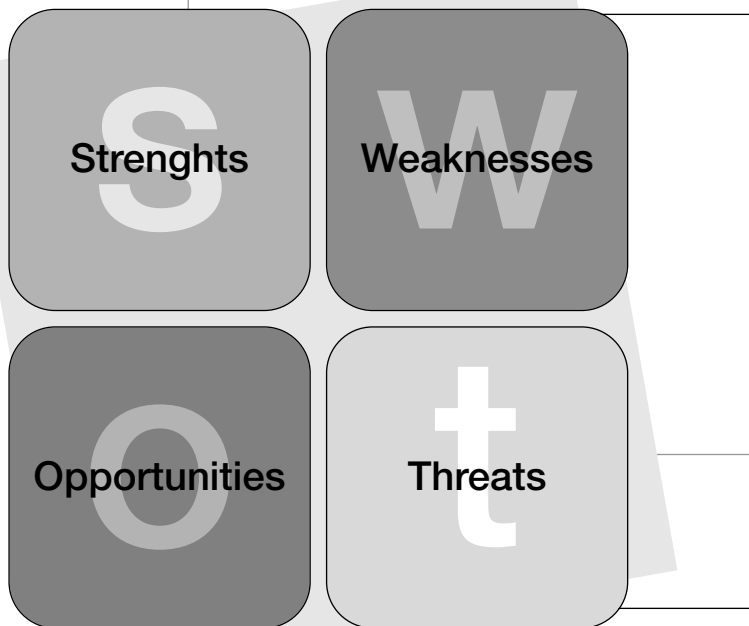 S
Strenghts
W
Weaknesses
O
Opportunities
t
Threats